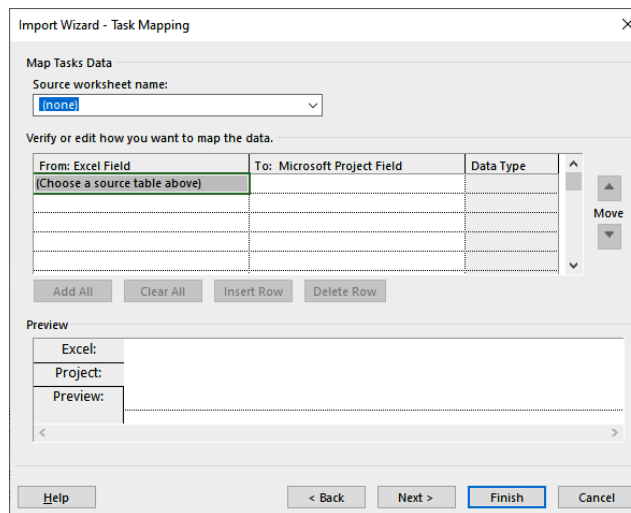 Import Wizard - Task Mapping
Map Tasks Data
Source worksheet name:
(none)
Verify or edit how you want to map the data.
From: Excel Field To: Microsoft Project Field Data Type
(Choose a source table above)
Move
Add All Clear All Insert Row Delete Row
Preview
Excel:
Project:
Preview:
Help < Back Next > Finish Cancel